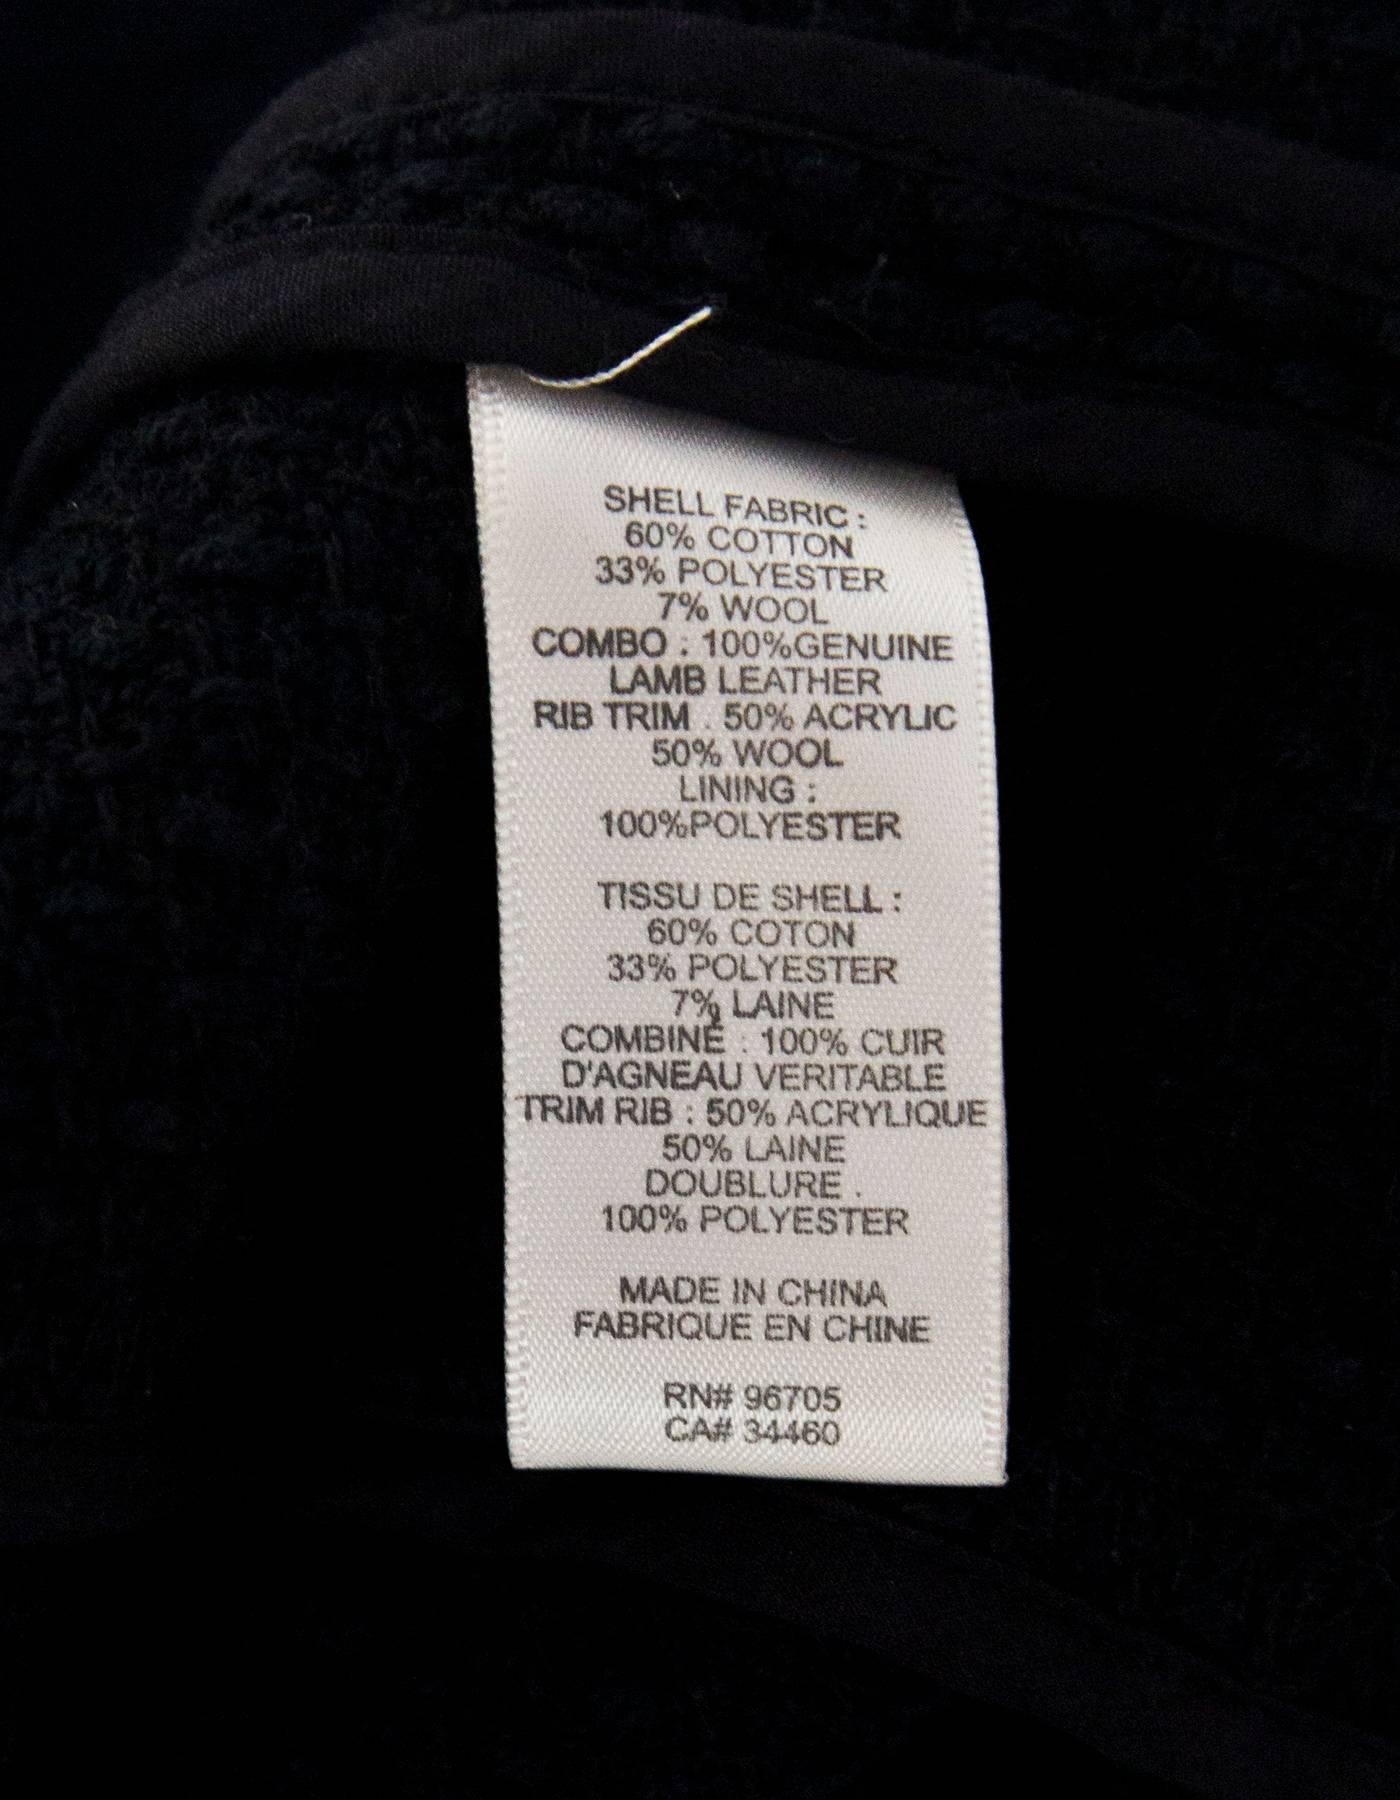 SHELL FABRIC :
60% COTTON
33% POLYESTER
7% WOOL
COMBO : 100%GENUINE
LAMB LEATHER
RIB TRIM . 50% ACRYLIC
50% WOOL
LINING :
100%POLYESTER
TISSU DE SHELL :
60% COTON
33% POLYESTER
7% LAINE
COMBINÉ : 100% CUIR
D'AGNEAU VERITABLE
TRIM RIB : 50% ACRYLIQUE
50% LAINE
DOUBLURE .
100% POLYESTER
MADE IN CHINA
FABRIQUE EN CHINE
RN# 96705
CA# 34460